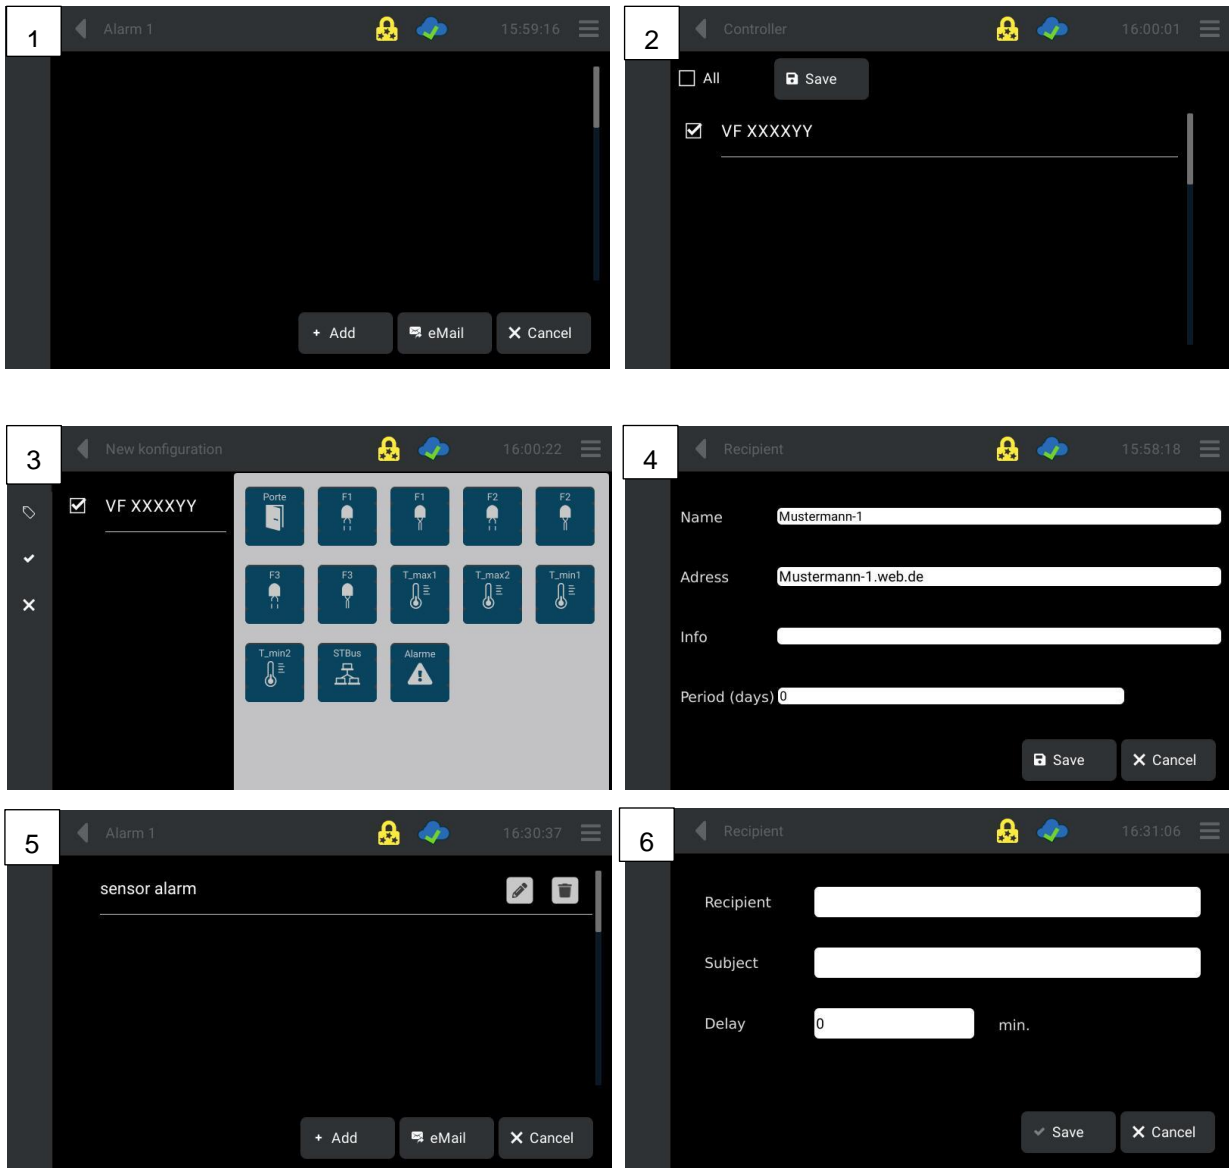 1
Alarm 1
15:59:16
+ Add
eMail
Cancel
2
Controller
16:00:01
All
Save
VF XXXXYY
3
New konfiguration
16:00:22
VF XXXXYY
Porte
F1
F1
F2
F2
F3
F3
T_max1
T_max2
T_min1
T_min2
STBus
Alarme
4
Recipient
15:58:18
Name
Mustermann-1
Adress
Mustermann-1.web.de
Info
Period (days)
0
Save
Cancel
5
Alarm 1
16:30:37
sensor alarm
+ Add
eMail
Cancel
6
Recipient
16:31:06
Recipient
Subject
Delay
0
min.
Save
Cancel